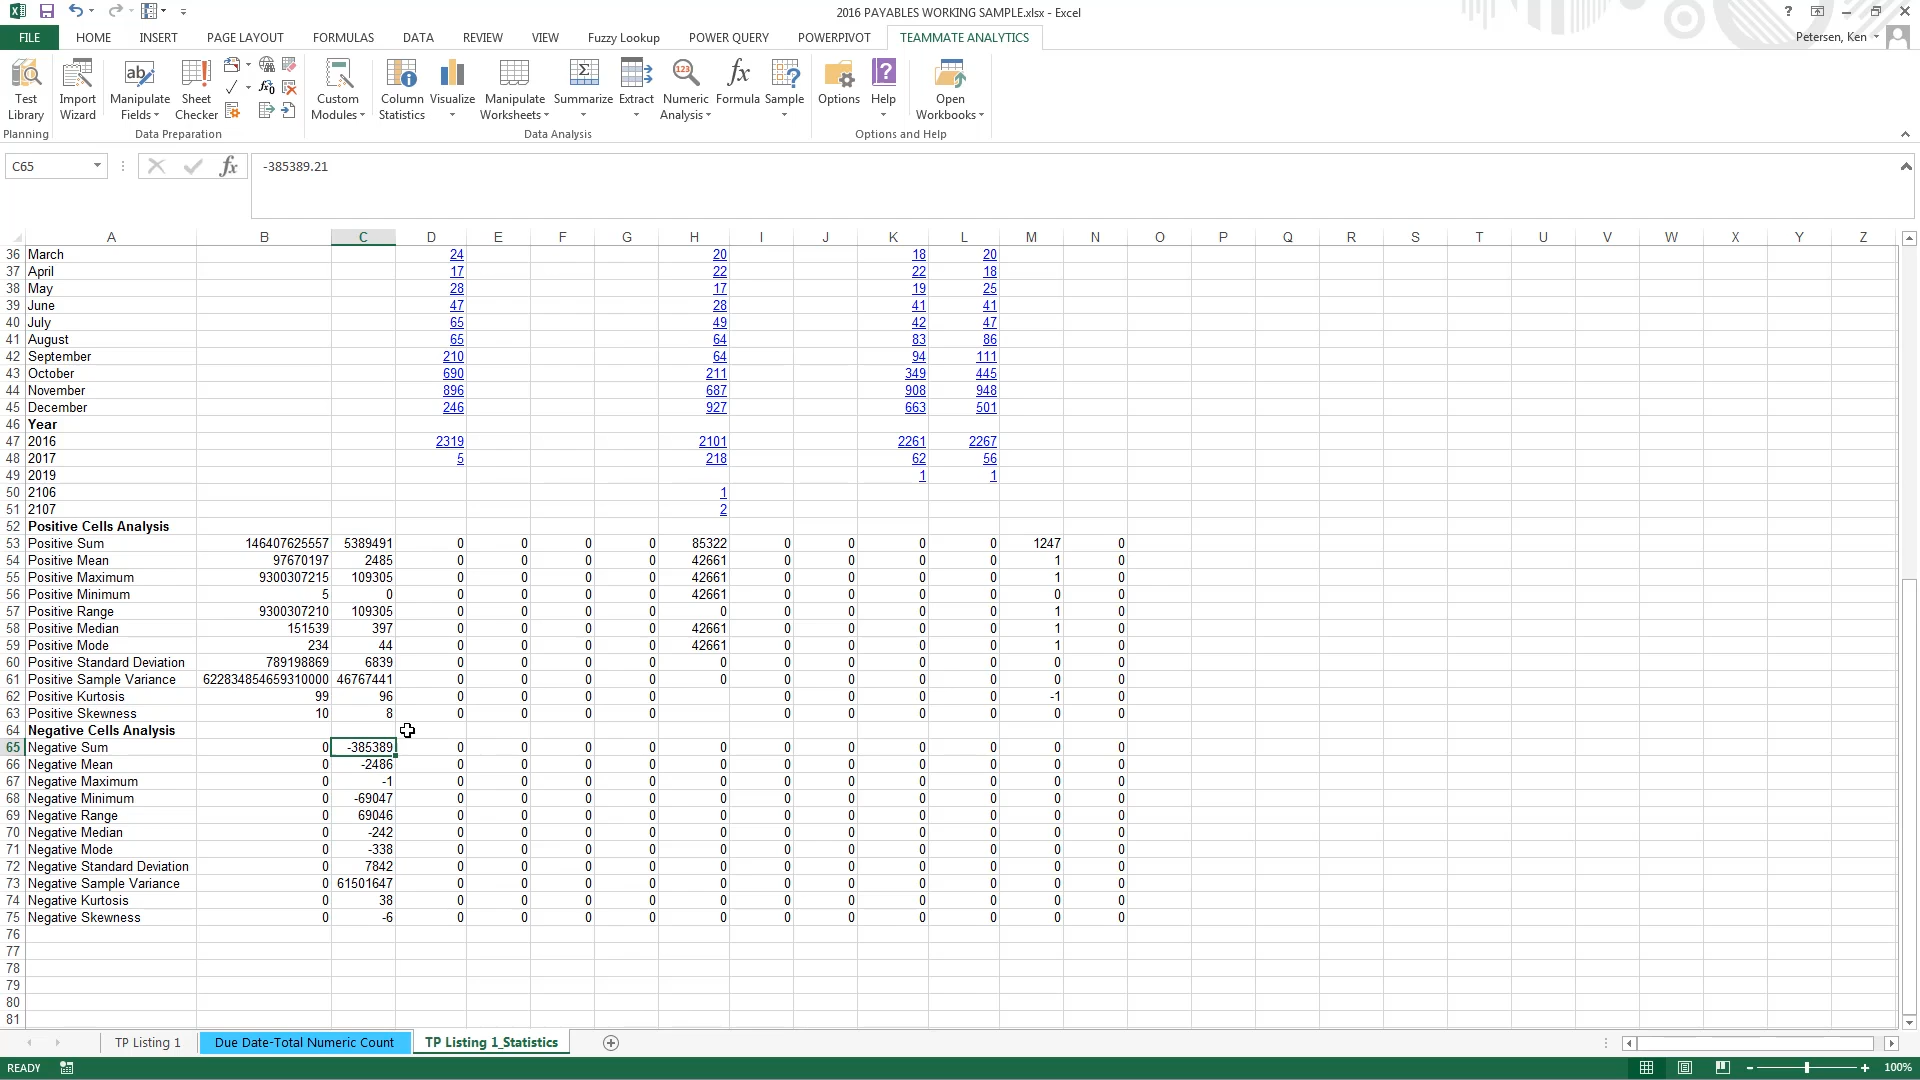 2016 PAYABLES WORKING SAMPLE.xlsx - Excel
FILE HOME INSERT PAGE LAYOUT FORMULAS DATA REVIEW VIEW Fuzzy Lookup POWER QUERY POWERPIVOT TEAMMATE ANALYTICS Petersen, Ken
Test Library Import Wizard Manipulate Fields Sheet Checker Custom Modules Column Statistics Visualize Manipulate Worksheets Summarize Extract Numeric Analysis Formula Sample Options Help Open Workbooks
Planning Data Preparation Data Analysis Options and Help
C65 fx -385389.21
A B C D E F G H I J K L M N O P Q R S T U V W X Y Z
36 March 24 20 18 20
37 April 17 22 22 18
38 May 28 17 19 25
39 June 47 28 41 41
40 July 65 49 42 47
41 August 65 64 83 86
42 September 210 64 94 111
43 October 690 211 349 445
44 November 896 687 908 948
45 December 246 927 663 501
46 Year
47 2016 2319 2101 2261 2267
48 2017 5 218 62 56
49 2019 1 1
50 2106 1
51 2107 2
52 Positive Cells Analysis
53 Positive Sum 146407625557 5389491 0 0 0 0 85322 0 0 0 0 1247 0
54 Positive Mean 97670197 2485 0 0 0 0 42661 0 0 0 0 1 0
55 Positive Maximum 9300307215 109305 0 0 0 0 42661 0 0 0 0 1 0
56 Positive Minimum 5 0 0 0 0 0 42661 0 0 0 0 0 0
57 Positive Range 9300307210 109305 0 0 0 0 0 0 0 0 0 1 0
58 Positive Median 151539 397 0 0 0 0 42661 0 0 0 0 1 0
59 Positive Mode 234 44 0 0 0 0 42661 0 0 0 0 1 0
60 Positive Standard Deviation 789198869 6839 0 0 0 0 0 0 0 0 0 0 0
61 Positive Sample Variance 622834854659310000 46767441 0 0 0 0 0 0 0 0 0 0 0
62 Positive Kurtosis 99 96 0 0 0 0 0 0 0 0 -1 0
63 Positive Skewness 10 8 0 0 0 0 0 0 0 0 0 0
64 Negative Cells Analysis
65 Negative Sum 0 -385389 0 0 0 0 0 0 0 0 0 0 0
66 Negative Mean 0 -2486 0 0 0 0 0 0 0 0 0 0 0
67 Negative Maximum 0 -1 0 0 0 0 0 0 0 0 0 0 0
68 Negative Minimum 0 -69047 0 0 0 0 0 0 0 0 0 0 0
69 Negative Range 0 69046 0 0 0 0 0 0 0 0 0 0 0
70 Negative Median 0 -242 0 0 0 0 0 0 0 0 0 0 0
71 Negative Mode 0 -338 0 0 0 0 0 0 0 0 0 0 0
72 Negative Standard Deviation 0 7842 0 0 0 0 0 0 0 0 0 0 0
73 Negative Sample Variance 0 61501647 0 0 0 0 0 0 0 0 0 0 0
74 Negative Kurtosis 0 38 0 0 0 0 0 0 0 0 0 0 0
75 Negative Skewness 0 -6 0 0 0 0 0 0 0 0 0 0 0
76
77
78
79
80
81
TP Listing 1 Due Date-Total Numeric Count TP Listing 1_Statistics
READY 100%